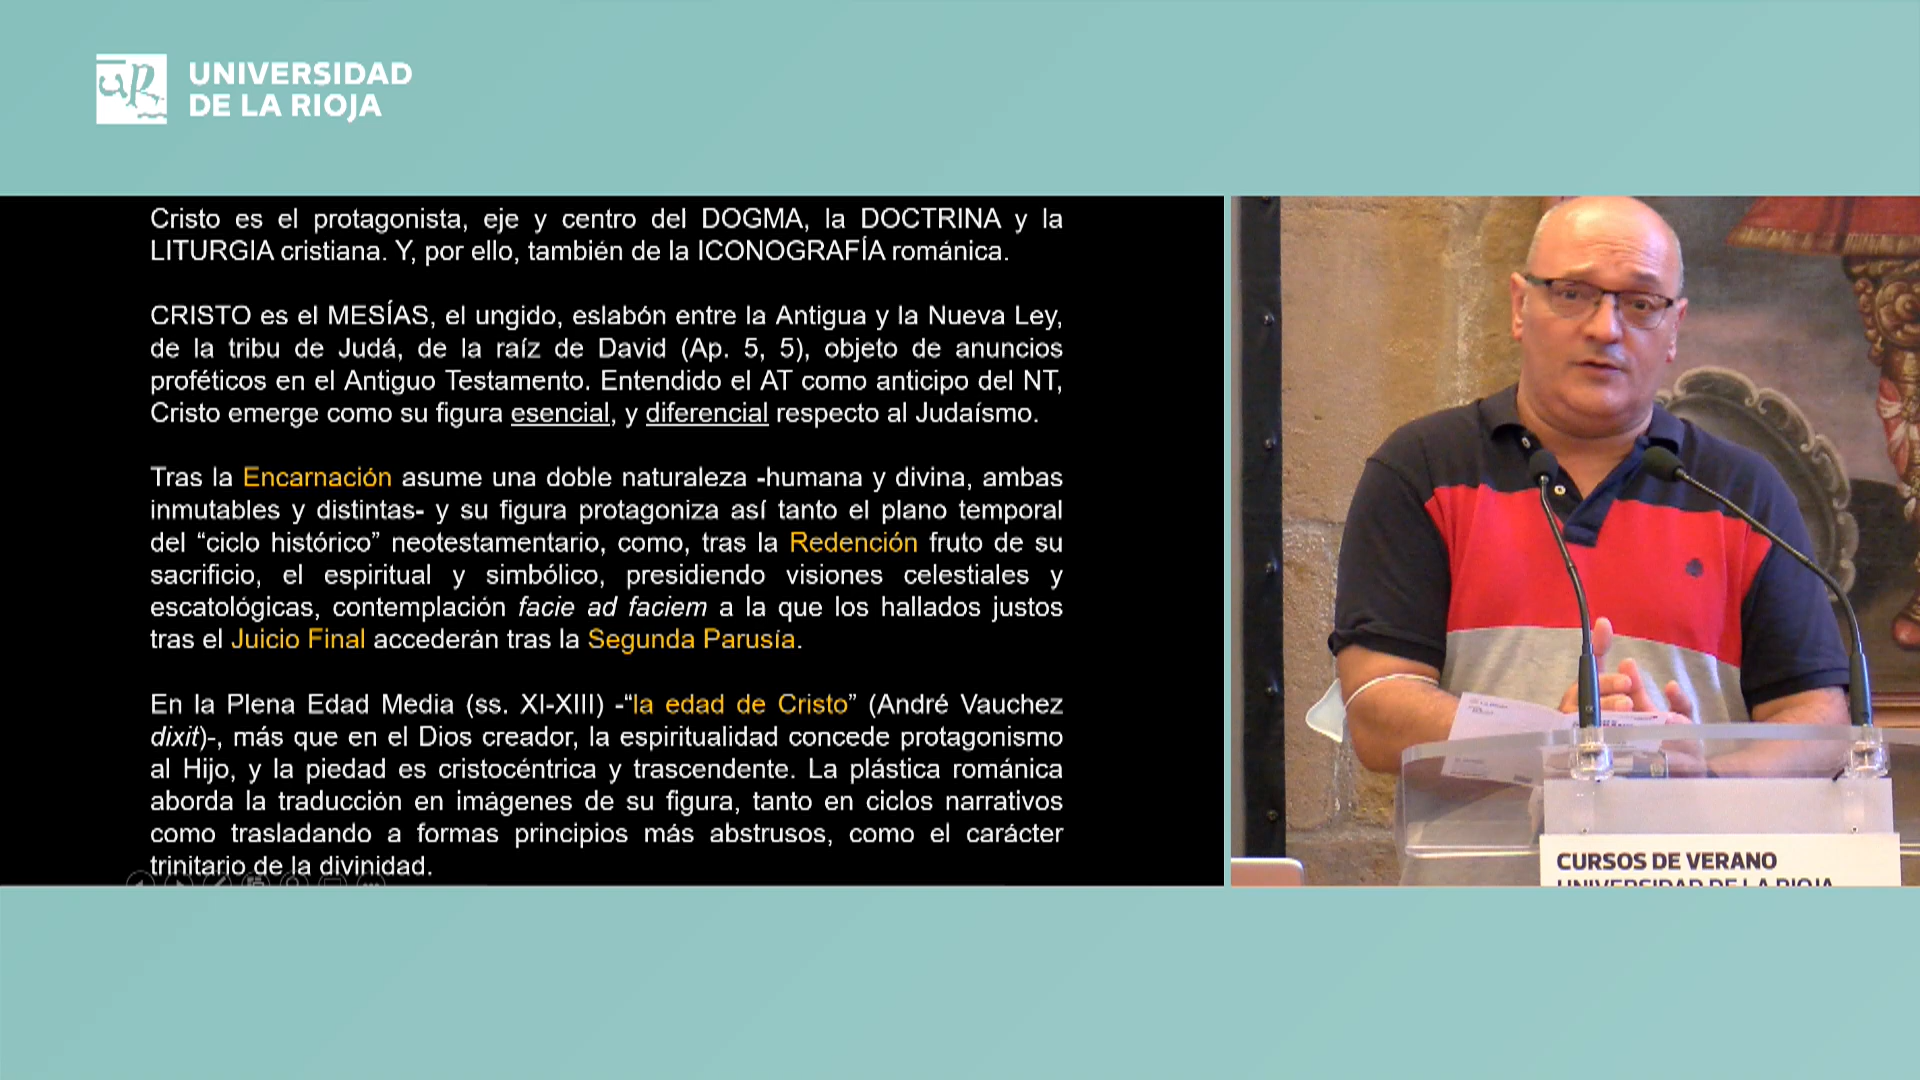 UNIVERSIDAD
DE LA RIOJA
Cristo es el protagonista, eje y centro del DOGMA, la DOCTRINA y la
LITURGIA cristiana. Y, por ello, también de la ICONOGRAFÍA románica.
CRISTO es el MESÍAS, el ungido, eslabón entre la Antigua y la Nueva Ley,
de la tribu de Judá, de la raíz de David (Ap. 5, 5), objeto de anuncios
proféticos en el Antiguo Testamento. Entendido el AT como anticipo del NT,
Cristo emerge como su figura esencial, y diferencial respecto al Judaísmo.
Tras la Encarnación asume una doble naturaleza -humana y divina, ambas
inmutables y distintas- y su figura protagoniza así tanto el plano temporal
del “ciclo histórico” neotestamentario, como, tras la Redención fruto de su
sacrificio, el espiritual y simbólico, presidiendo visiones celestiales y
escatológicas, contemplación facie ad faciem a la que los hallados justos
tras el Juicio Final accederán tras la Segunda Parusía.
En la Plena Edad Media (ss. XI-XIII) -“la edad de Cristo” (André Vauchez
dixit)-, más que en el Dios creador, la espiritualidad concede protagonismo
al Hijo, y la piedad es cristocéntrica y trascendente. La plástica románica
aborda la traducción en imágenes de su figura, tanto en ciclos narrativos
como trasladando a formas principios más abstrusos, como el carácter
trinitario de la divinidad.
CURSOS DE VERANO
UNIVERSIDAD DE LA RIOJA